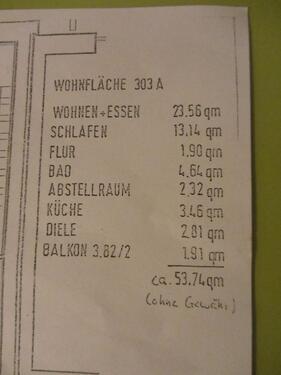 WOHNFLÄCHE 303 A
WOHNEN+ESSEN 23.56 qm
SCHLAFEN 13.14 qm
FLUR 1.90 qm
BAD 4.64 qm
ABSTELLRAUM 2.32 qm
KÜCHE 3.46 qm
DIELE 2.81 qm
BALKON 3.82/2 1.91 qm
ca. 53.74 qm
(ohne Gewähr)